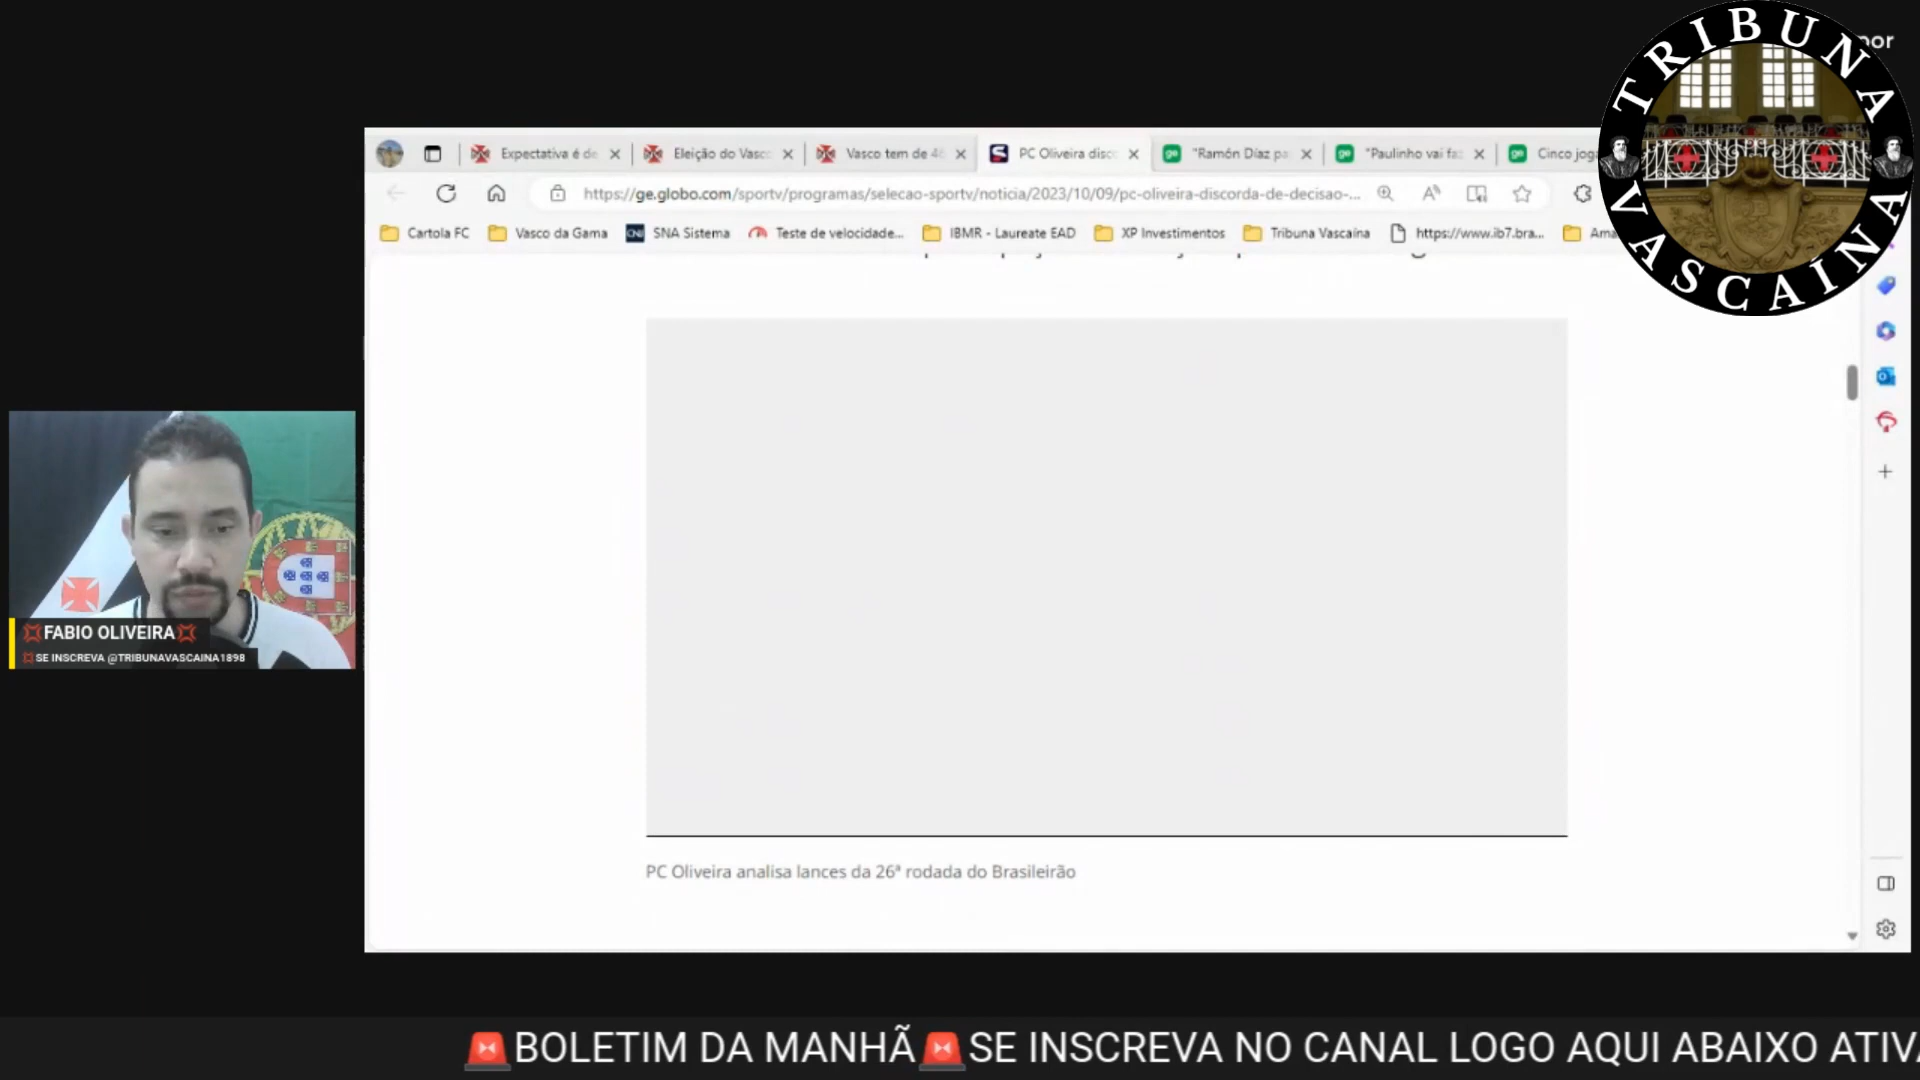 TRIBUNA
VASCAÍNA
por
Expectativa é de
Eleição do Vasc
Vasco tem de 4
PC Oliveira disc
"Ramón Díaz pa
"Paulinho vai fa
Cinco jog
https://ge.globo.com/sportv/programas/selecao-sportv/noticia/2023/10/09/pc-oliveira-discorda-de-decisao-...
Cartola FC
Vasco da Gama
SNA Sistema
Teste de velocidade...
IBMR - Laureate EAD
XP Investimentos
Tribuna Vascaína
https://www.ib7.bra...
Ama
FABIO OLIVEIRA
SE INSCREVA @TRIBUNAVASCAINA1898
PC Oliveira analisa lances da 26ª rodada do Brasileirão
BOLETIM DA MANHÃ SE INSCREVA NO CANAL LOGO AQUI ABAIXO ATIVA